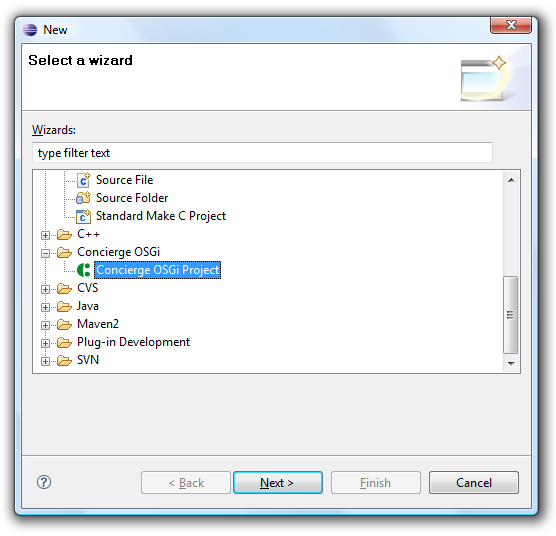 New
Select a wizard
Wizards:
type filter text
Source File
Source Folder
Standard Make C Project
C++
Concierge OSGi
Concierge OSGi Project
CVS
Java
Maven2
Plug-in Development
SVN
< Back Next > Finish Cancel